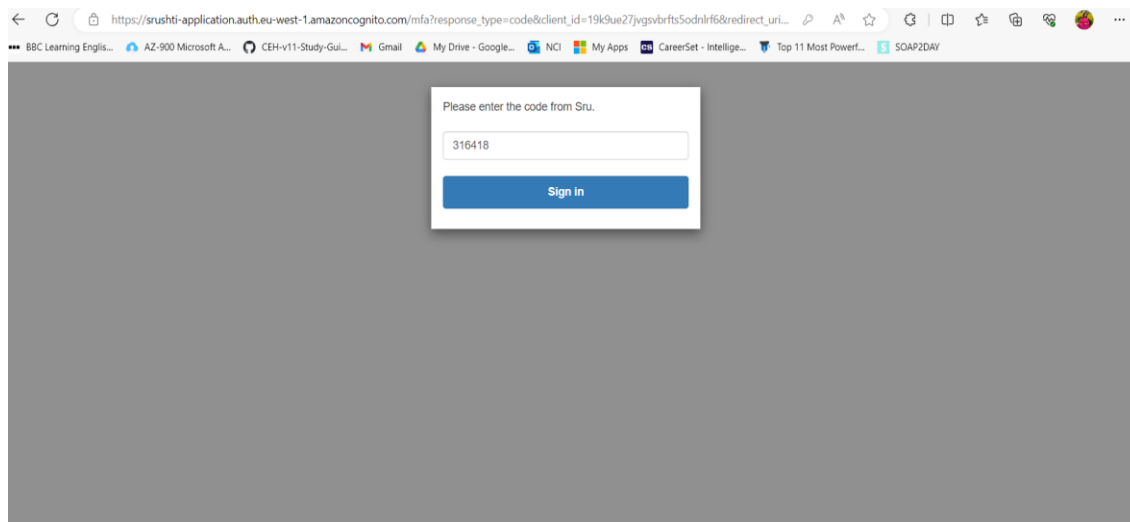 https://srushti-application.auth.eu-west-1.amazoncognito.com/mfa?response_type=code&client_id=19k9ue27jvgsvbrfts5odnlrf6&redirect_uri...
BBC Learning Englis... AZ-900 Microsoft A... CEH-v11-Study-Gui... Gmail My Drive - Google... NCI My Apps CS CareerSet - Intellige... Top 11 Most Powerf... S SOAP2DAY
Please enter the code from Sru.
316418
Sign in